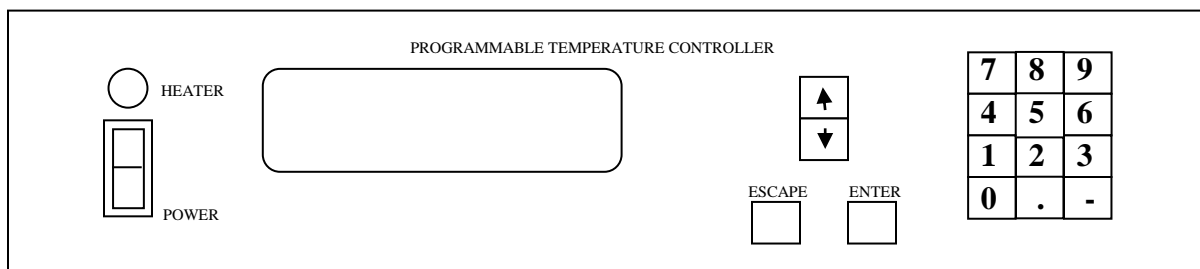 PROGRAMMABLE TEMPERATURE CONTROLLER
HEATER
POWER
ESCAPE ENTER
7 8 9
4 5 6
1 2 3
0 . -